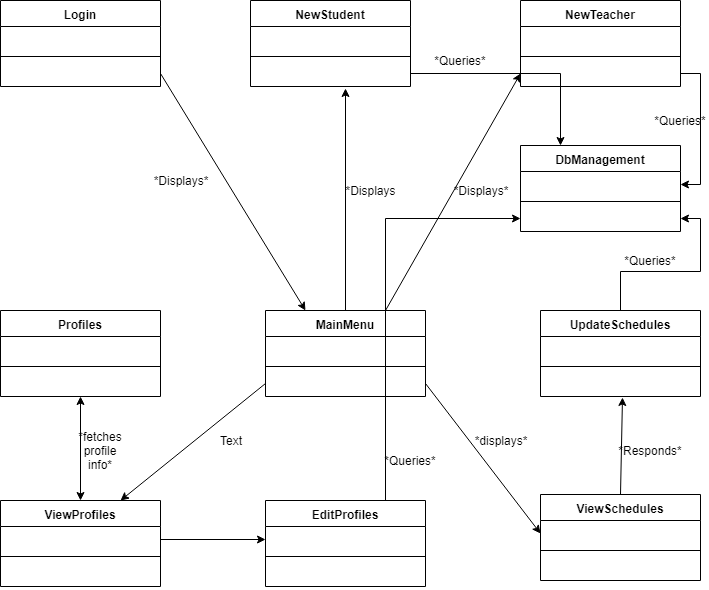 Login
NewStudent
NewTeacher
*Queries*
*Queries*
DbManagement
*Displays*
*Displays
*Displays*
*Queries*
Profiles
MainMenu
UpdateSchedules
*fetches
profile
info*
Text
*displays*
*Responds*
*Queries*
ViewProfiles
EditProfiles
ViewSchedules